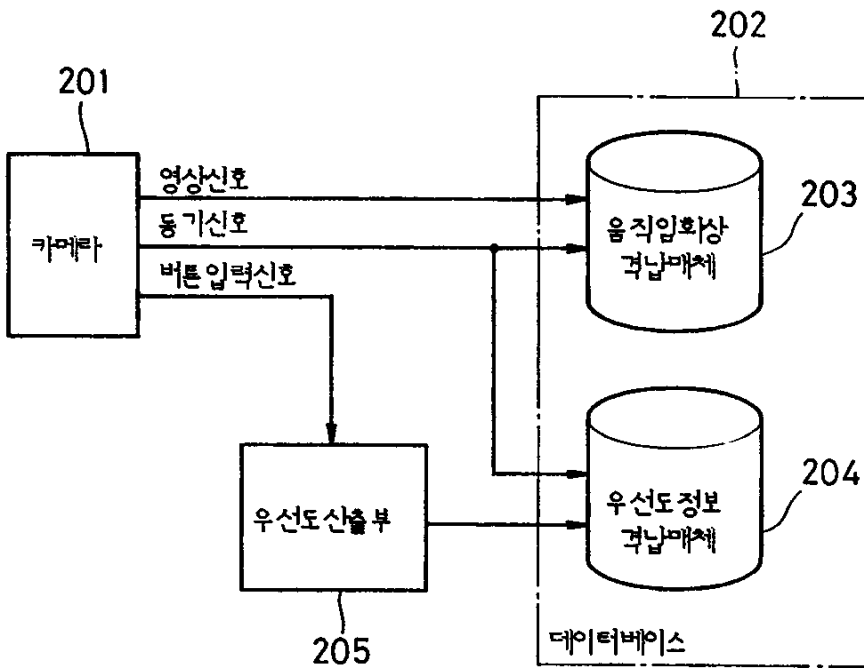 202
201
영상신호
동기신호
카메라
버튼입력신호
움직임화상
격납매체
203
우선도산출부
우선도정보
격납매체
204
205
데이터베이스